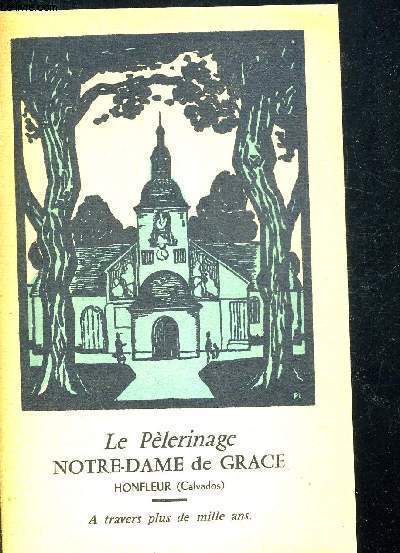 Le Pèlerinage
NOTRE-DAME de GRACE
HONFLEUR (Calvados)
A travers plus de mille ans.